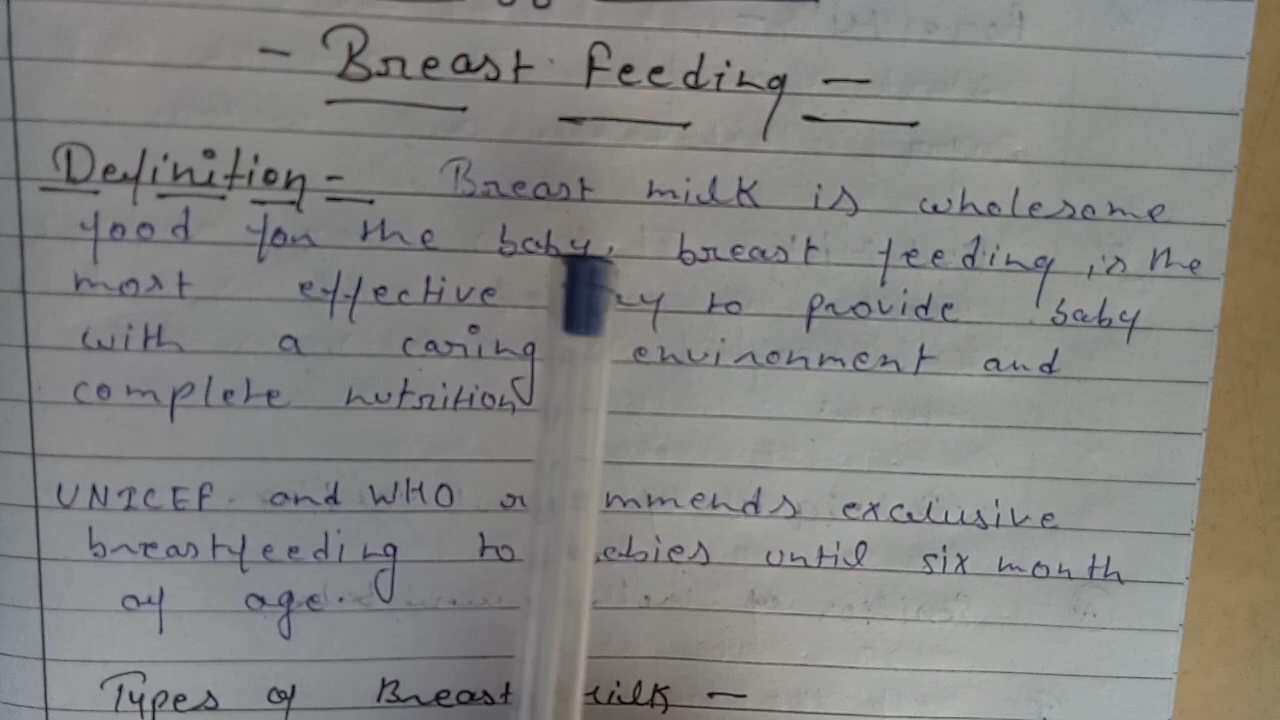 - Breast Feeding -
Definition - Breast milk is wholesome
food for the baby, breast feeding is the
most effective to provide baby
with a caring environment and
complete nutrition
UNICEF and WHO mmends exclusive
breastfeeding to until six month
of age.
Types of Breast -